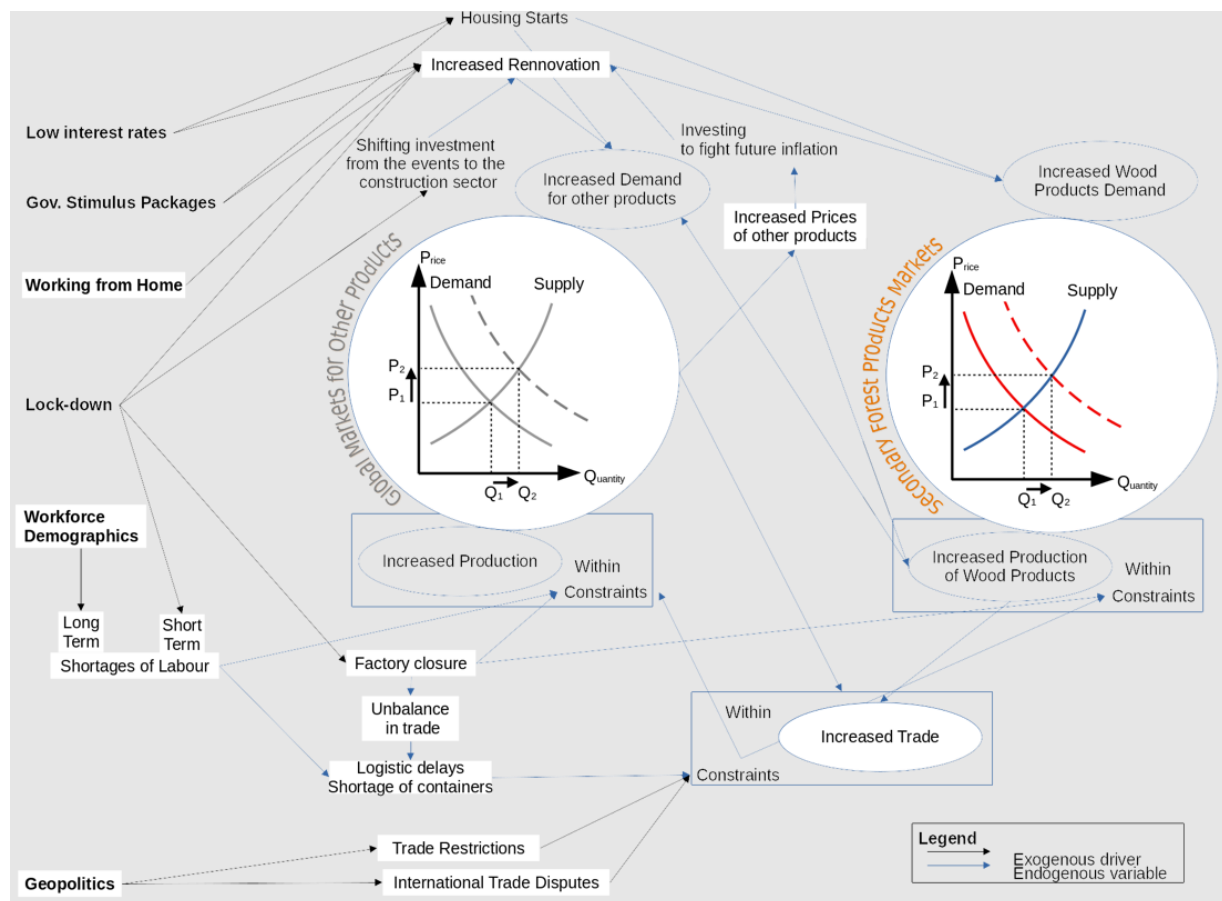 Housing Starts
Increased Rennovation
Low interest rates
Shifting investment
from the events to the
construction sector
Investing
to fight future inflation
Increased Demand
for other products
Increased Wood
Products Demand
Gov. Stimulus Packages
Increased Prices
of other products
Working from Home
Global Markets for Other Products
Price
Demand
Supply
P2
P1
Q1
Q2
Quantity
Secondary Forest Products Markets
Price
Demand
Supply
P2
P1
Q1
Q2
Quantity
Lock-down
Workforce
Demographics
Increased Production
Within
Constraints
Increased Production
of Wood Products
Within
Constraints
Long
Term
Short
Term
Shortages of Labour
Factory closure
Unbalance
in trade
Within
Increased Trade
Constraints
Logistic delays
Shortage of containers
Trade Restrictions
International Trade Disputes
Geopolitics
Legend
Exogenous driver
Endogenous variable